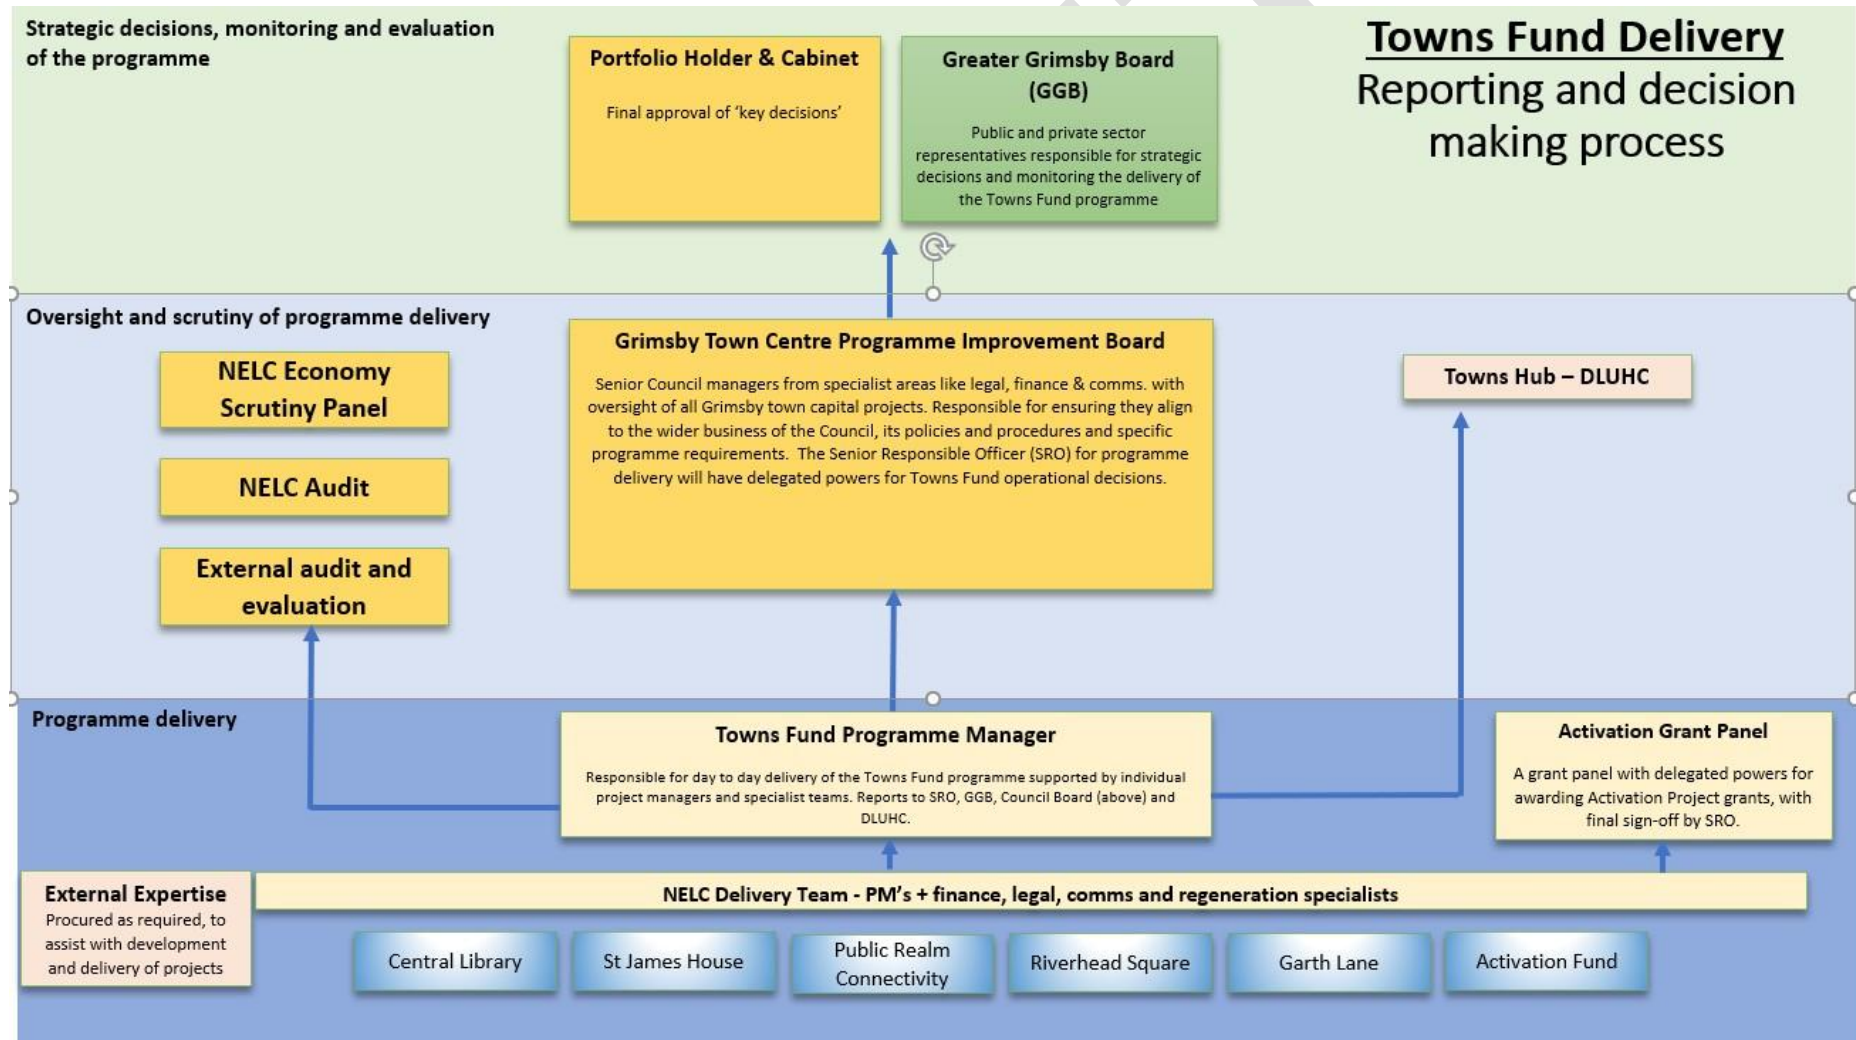 Strategic decisions, monitoring and evaluation
of the programme
Portfolio Holder & Cabinet
Final approval of ‘key decisions’
Greater Grimsby Board
(GGB)
Public and private sector
representatives responsible for strategic
decisions and monitoring the delivery of
the Towns Fund programme
Towns Fund Delivery
Reporting and decision
making process
Oversight and scrutiny of programme delivery
NELC Economy
Scrutiny Panel
NELC Audit
External audit and
evaluation
Grimsby Town Centre Programme Improvement Board
Senior Council managers from specialist areas like legal, finance & comms. with
oversight of all Grimsby town capital projects. Responsible for ensuring they align
to the wider business of the Council, its policies and procedures and specific
programme requirements.  The Senior Responsible Officer (SRO) for programme
delivery will have delegated powers for Towns Fund operational decisions.
Towns Hub – DLUHC
Programme delivery
Towns Fund Programme Manager
Responsible for day to day delivery of the Towns Fund programme supported by individual
project managers and specialist teams. Reports to SRO, GGB, Council Board (above) and
DLUHC.
Activation Grant Panel
A grant panel with delegated powers for
awarding Activation Project grants, with
final sign-off by SRO.
External Expertise
Procured as required, to
assist with development
and delivery of projects
NELC Delivery Team - PM's + finance, legal, comms and regeneration specialists
Central Library
St James House
Public Realm
Connectivity
Riverhead Square
Garth Lane
Activation Fund